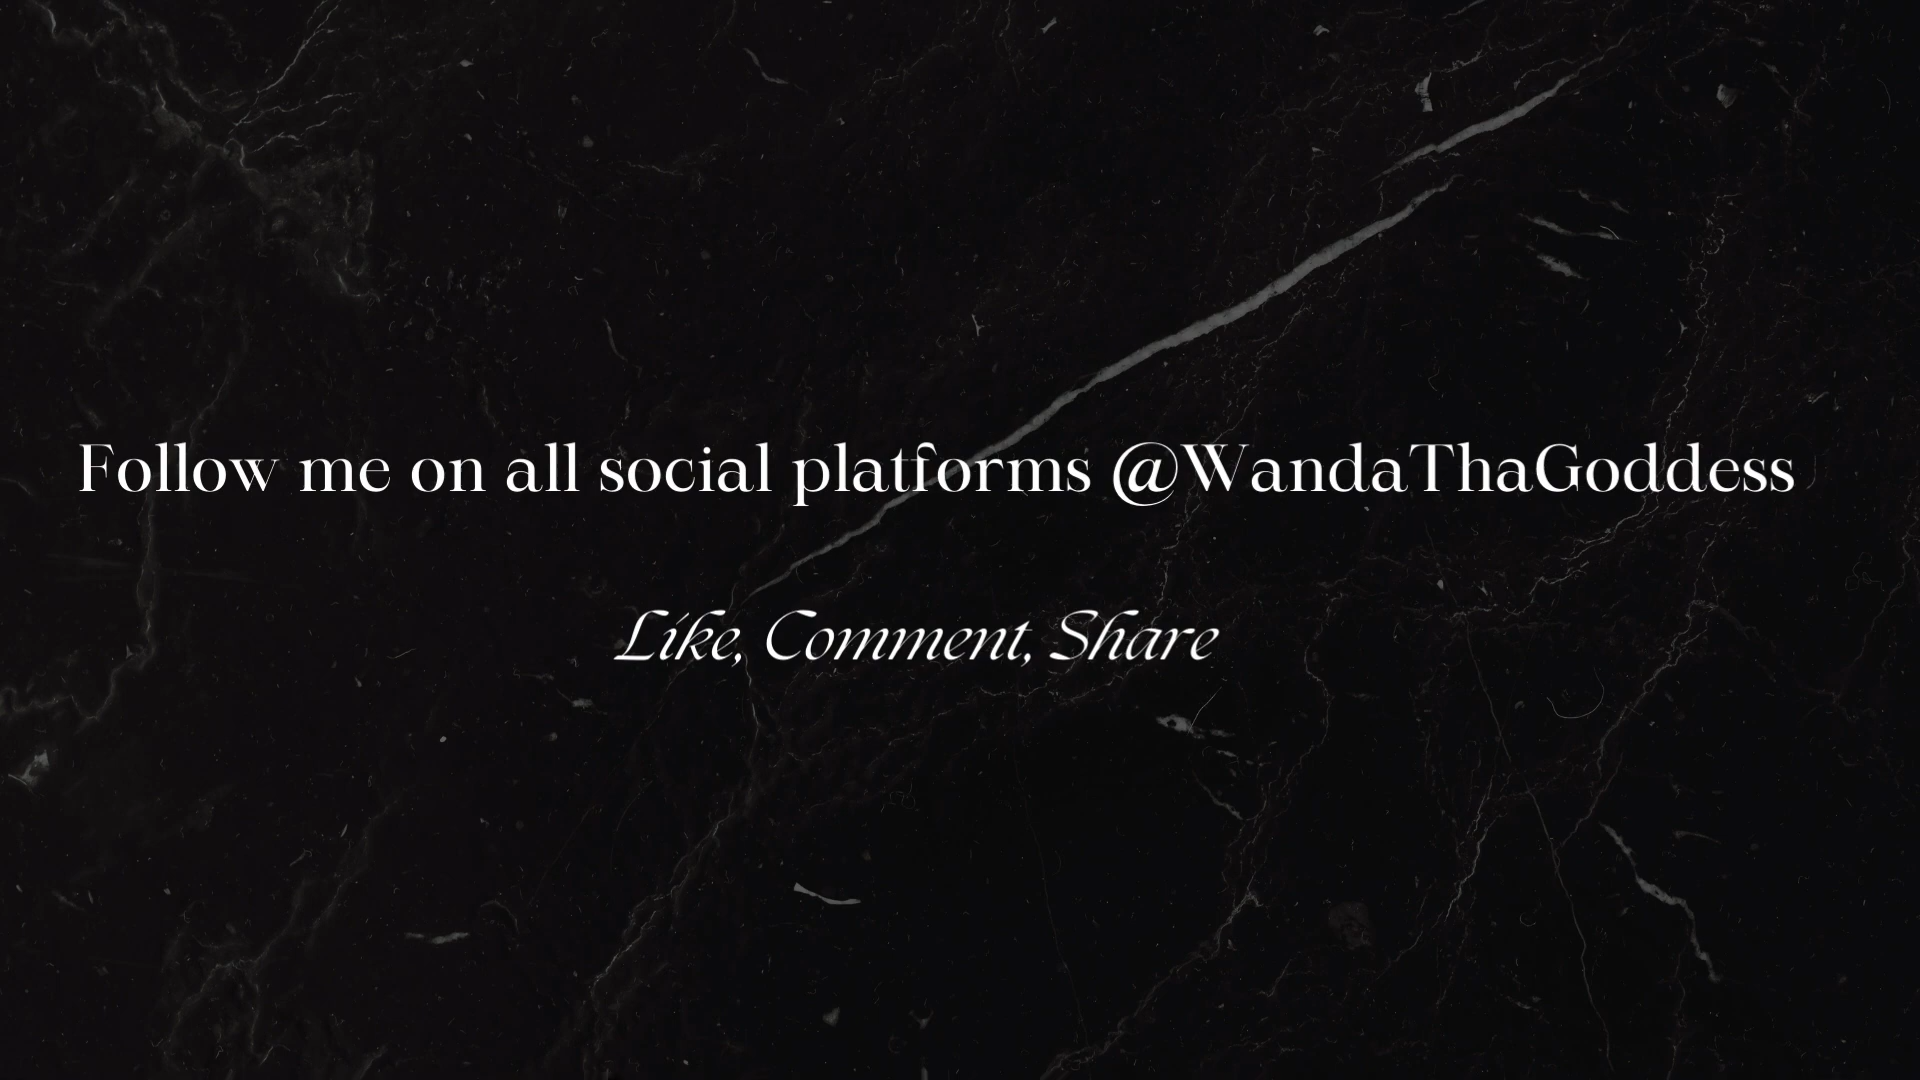 Follow me on all social platforms @WandaThaGoddess
Like, Comment, Share